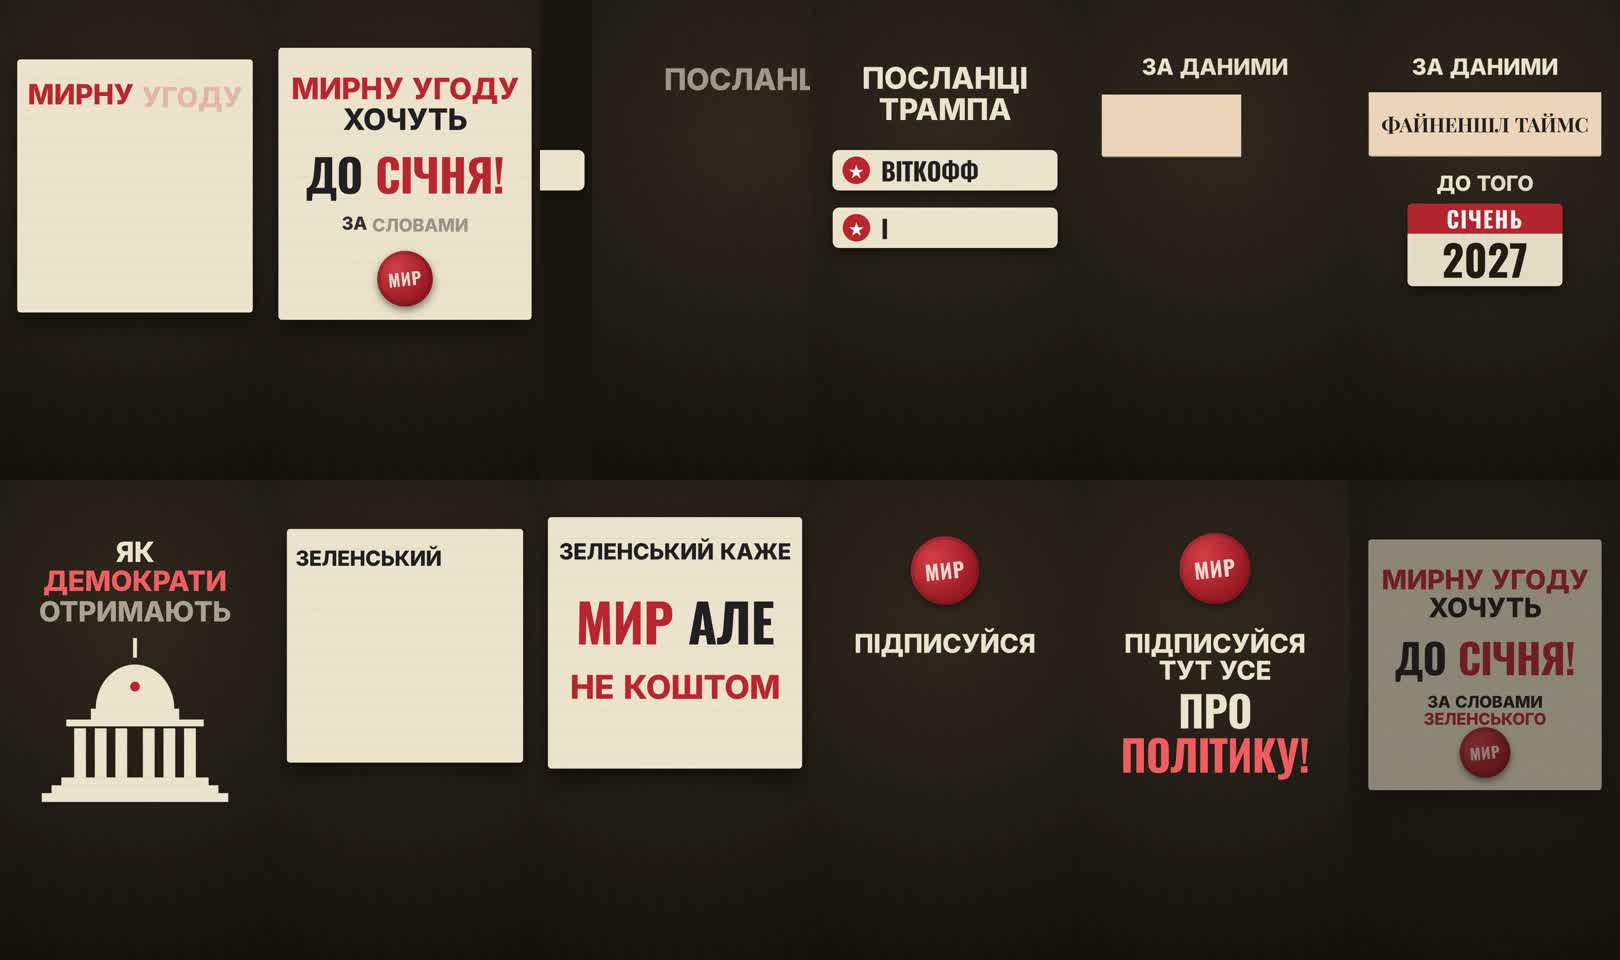 МИРНУ УГОДУ
МИРНУ УГОДУ
ХОЧУТЬ
ДО СІЧНЯ!
ЗА СЛОВАМИ
МИР
ПОСЛАНЦ
ПОСЛАНЦІ
ТРАМПА
ВІТКОФФ
І
ЗА ДАНИМИ
ЗА ДАНИМИ
ФАЙНЕНШЛ ТАЙМС
ДО ТОГО
СІЧЕНЬ
2027
ЯК
ДЕМОКРАТИ
ОТРИМАЮТЬ
ЗЕЛЕНСЬКИЙ
ЗЕЛЕНСЬКИЙ КАЖЕ
МИР АЛЕ
НЕ КОШТОМ
МИР
ПІДПИСУЙСЯ
МИР
ПІДПИСУЙСЯ
ТУТ УСЕ
ПРО
ПОЛІТИКУ!
МИРНУ УГОДУ
ХОЧУТЬ
ДО СІЧНЯ!
ЗА СЛОВАМИ
ЗЕЛЕНСЬКОГО
МИР